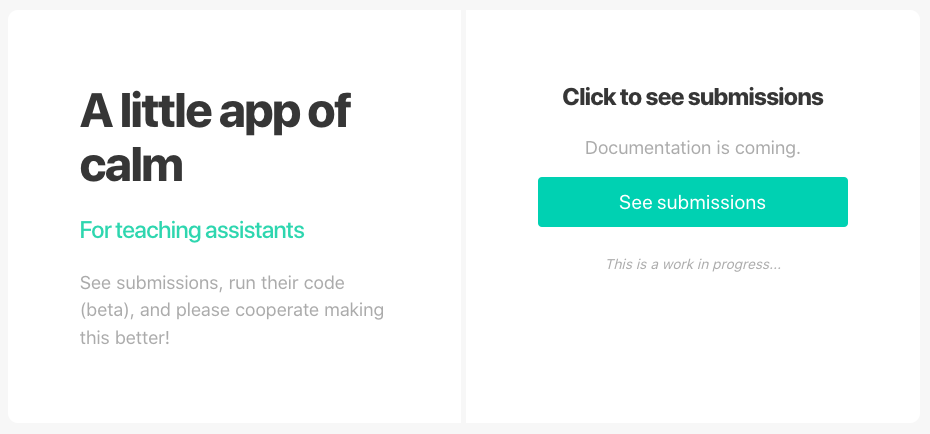 A little app of
calm
For teaching assistants
See submissions, run their code
(beta), and please cooperate making
this better!
Click to see submissions
Documentation is coming.
See submissions
This is a work in progress...